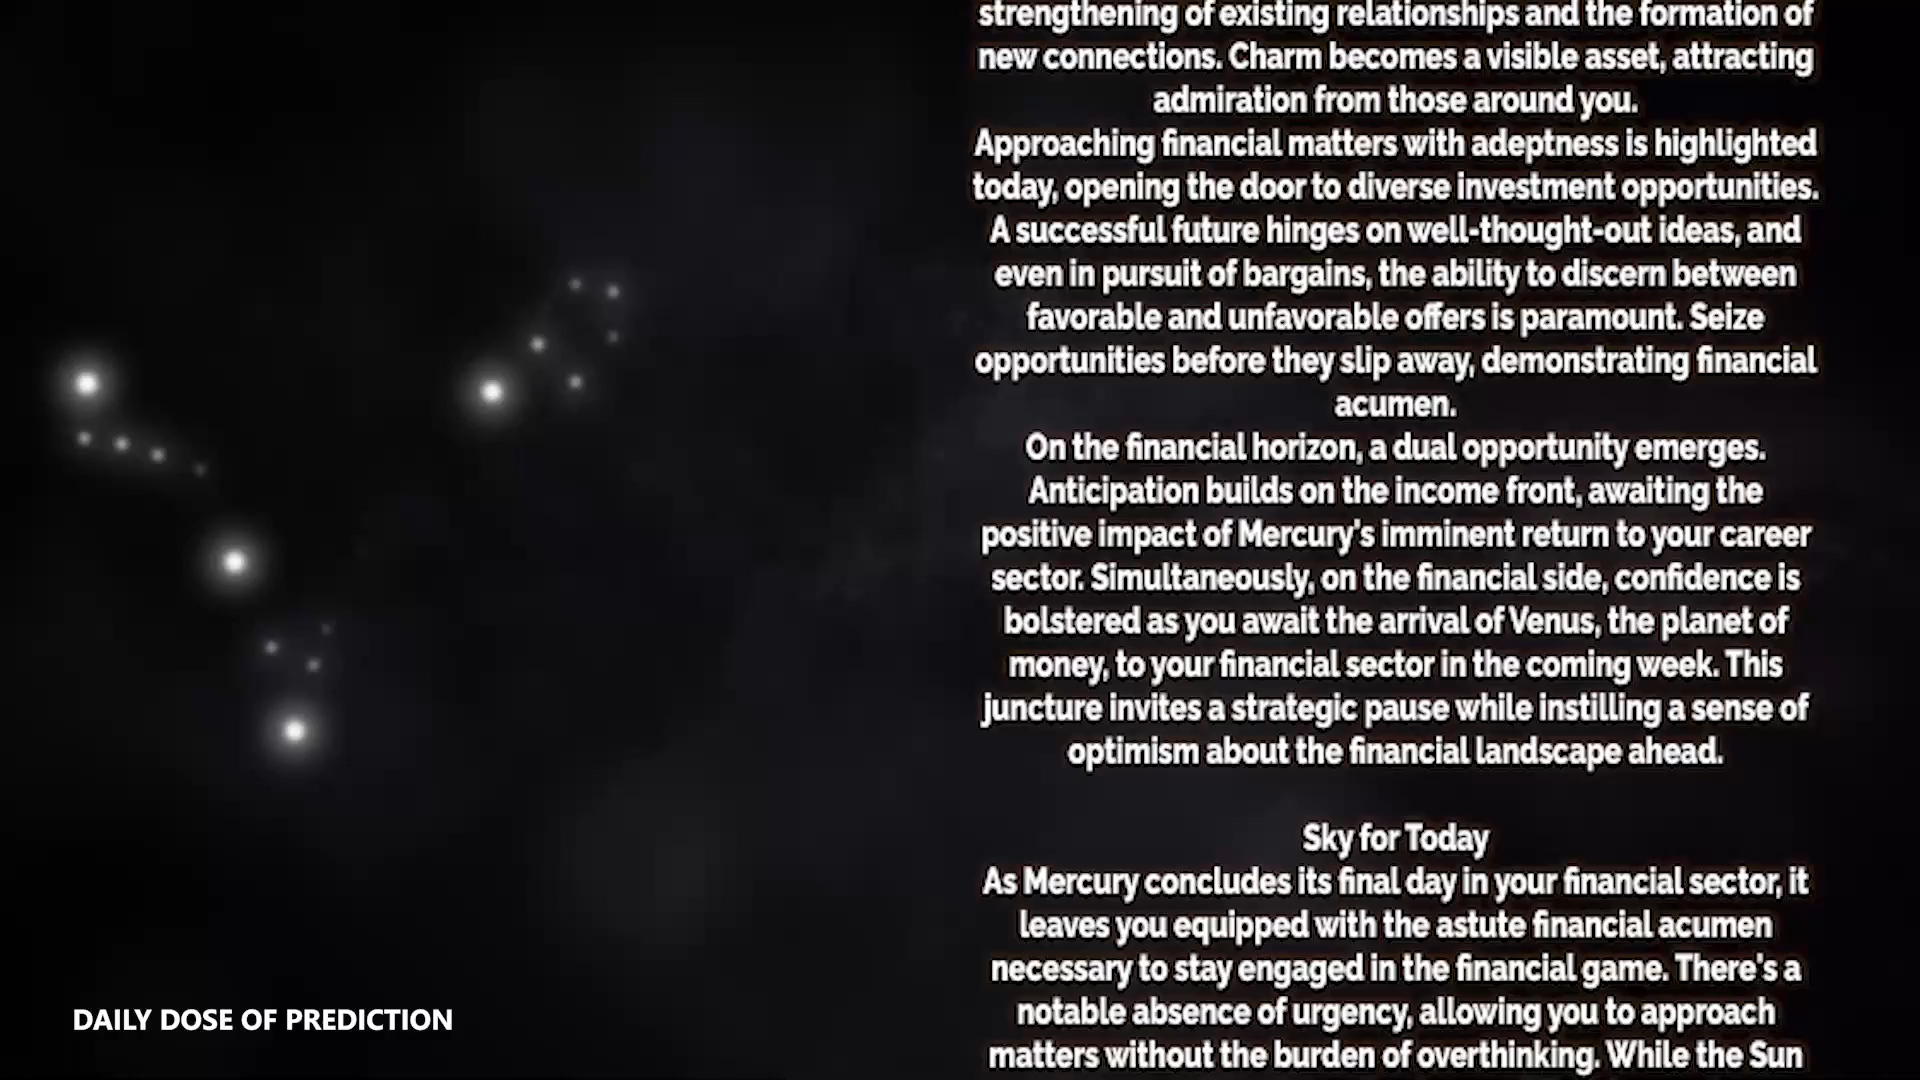 strengthening of existing relationships and the formation of
new connections. Charm becomes a visible asset, attracting
admiration from those around you.
Approaching financial matters with adeptness is highlighted
today, opening the door to diverse investment opportunities.
A successful future hinges on well-thought-out ideas, and
even in pursuit of bargains, the ability to discern between
favorable and unfavorable offers is paramount. Seize
opportunities before they slip away, demonstrating financial
acumen.
On the financial horizon, a dual opportunity emerges.
Anticipation builds on the income front, awaiting the
positive impact of Mercury's imminent return to your career
sector. Simultaneously, on the financial side, confidence is
bolstered as you await the arrival of Venus, the planet of
money, to your financial sector in the coming week. This
juncture invites a strategic pause while instilling a sense of
optimism about the financial landscape ahead.
Sky for Today
As Mercury concludes its final day in your financial sector, it
leaves you equipped with the astute financial acumen
necessary to stay engaged in the financial game. There's a
notable absence of urgency, allowing you to approach
matters without the burden of overthinking. While the Sun
DAILY DOSE OF PREDICTION